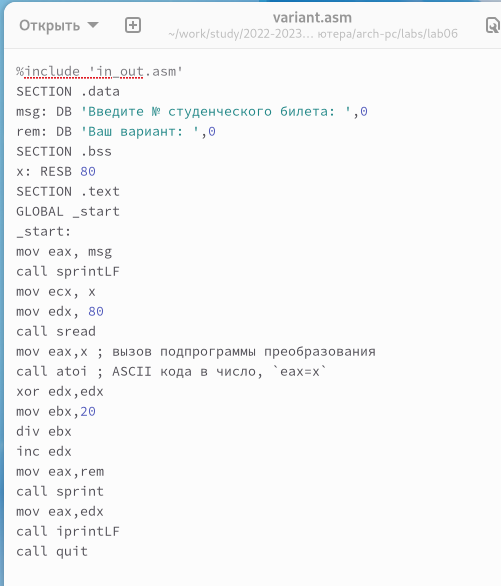 Открыть
variant.asm
~/work/study/2022-2023... ютера/arch-pc/labs/lab06
%include 'in_out.asm'
SECTION .data
msg: DB 'Введите № студенческого билета: ',0
rem: DB 'Ваш вариант: ',0
SECTION .bss
x: RESB 80
SECTION .text
GLOBAL _start
_start:
mov eax, msg
call sprintLF
mov ecx, x
mov edx, 80
call sread
mov eax,x ; вызов подпрограммы преобразования
call atoi ; ASCII кода в число, `eax=x`
xor edx,edx
mov ebx,20
div ebx
inc edx
mov eax,rem
call sprint
mov eax,edx
call iprintLF
call quit